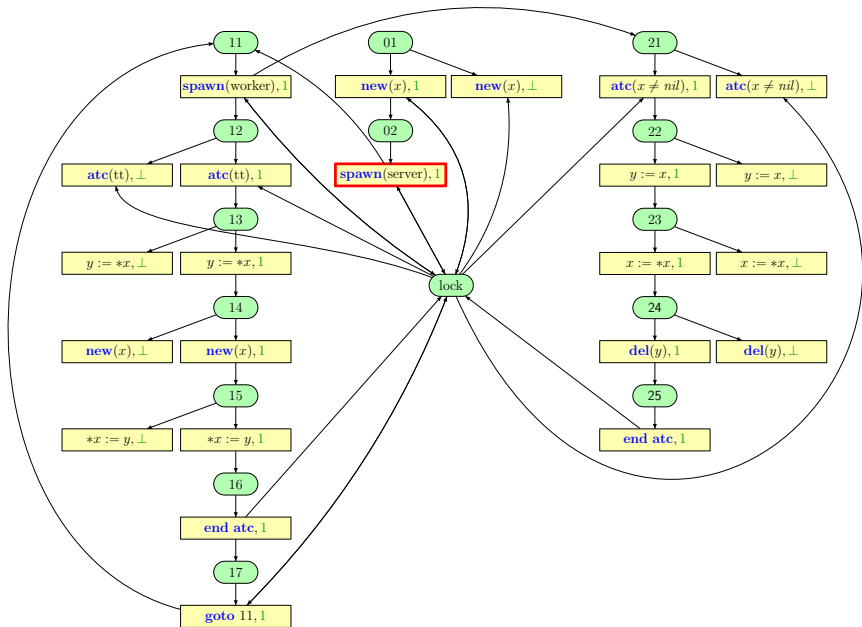 11 01 21
spawn(worker), 1 new(x), 1 new(x), ⊥ atc(x ≠ nil), 1 atc(x ≠ nil), ⊥
12 02 22
atc(tt), ⊥ atc(tt), 1 spawn(server), 1 y := x, 1 y := x, ⊥
13 23
y := *x, ⊥ y := *x, 1 x := *x, 1 x := *x, ⊥
lock
14 24
new(x), ⊥ new(x), 1 del(y), 1 del(y), ⊥
15 25
*x := y, ⊥ *x := y, 1 end atc, 1
16
end atc, 1
17
goto 11, 1